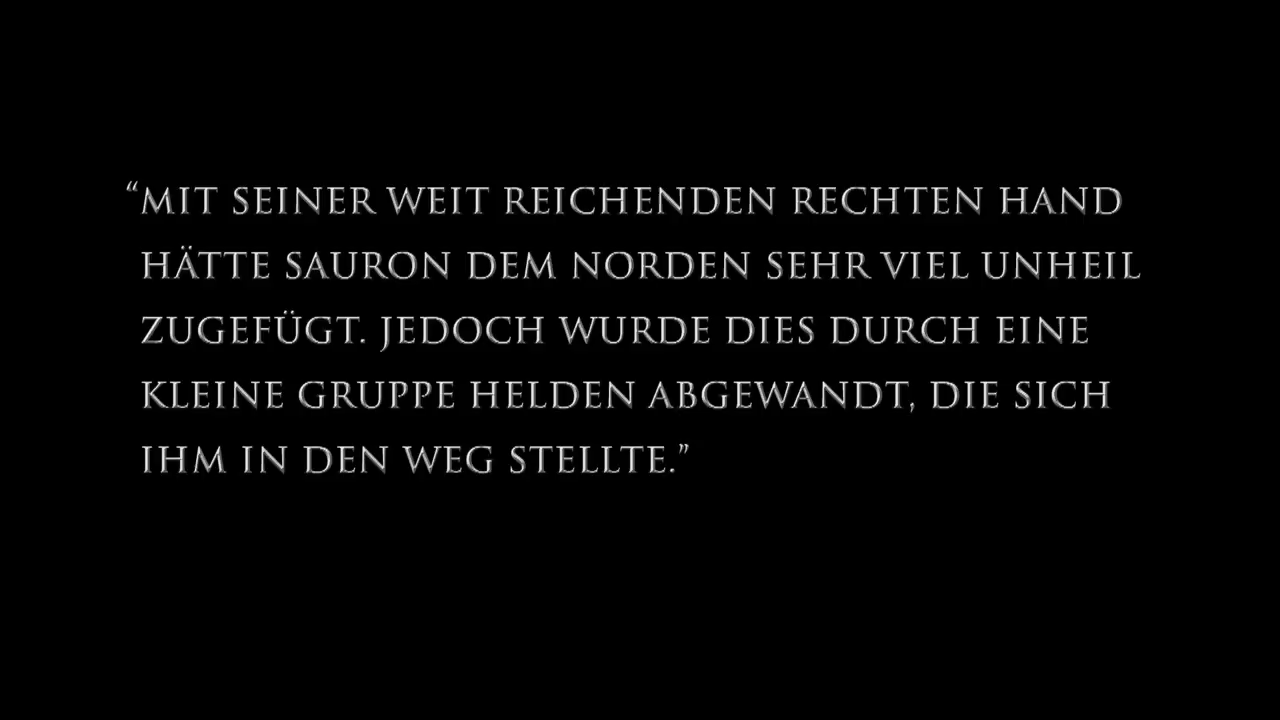 “MIT SEINER WEIT REICHENDEN RECHTEN HAND
HÄTTE SAURON DEM NORDEN SEHR VIEL UNHEIL
ZUGEFÜGT. JEDOCH WURDE DIES DURCH EINE
KLEINE GRUPPE HELDEN ABGEWANDT, DIE SICH
IHM IN DEN WEG STELLTE.”